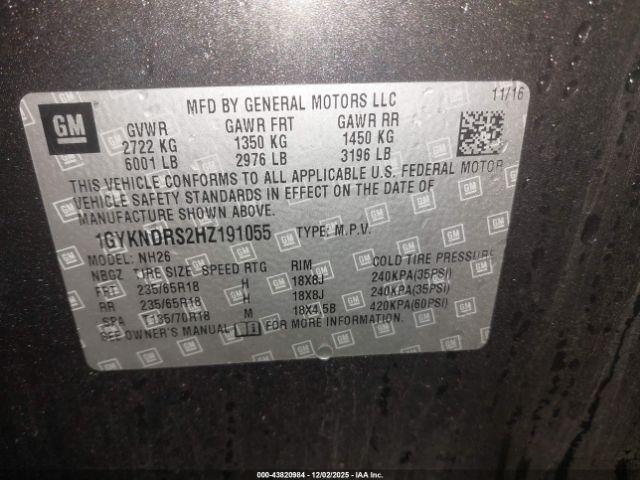 GM
MFD BY GENERAL MOTORS LLC 11/16
GVWR GAWR FRT GAWR RR
2722 KG 1350 KG 1450 KG
6001 LB 2976 LB 3196 LB
THIS VEHICLE CONFORMS TO ALL APPLICABLE U.S. FEDERAL MOTOR
VEHICLE SAFETY STANDARDS IN EFFECT ON THE DATE OF
MANUFACTURE SHOWN ABOVE.
1GYKNDRS2HZ191055 TYPE: M.P.V.
MODEL: NH26
NBGZ TIRE SIZE SPEED RTG RIM COLD TIRE PRESSURE
FRT 235/65R18 H 18X8J 240KPA(35PSI)
RR 235/65R18 H 18X8J 240KPA(35PSI)
SPA T135/70R18 M 18X4.5B 420KPA(60PSI)
SEE OWNER'S MANUAL FOR MORE INFORMATION.
000-43820984 - 12/02/2025 - IAAI, Inc.